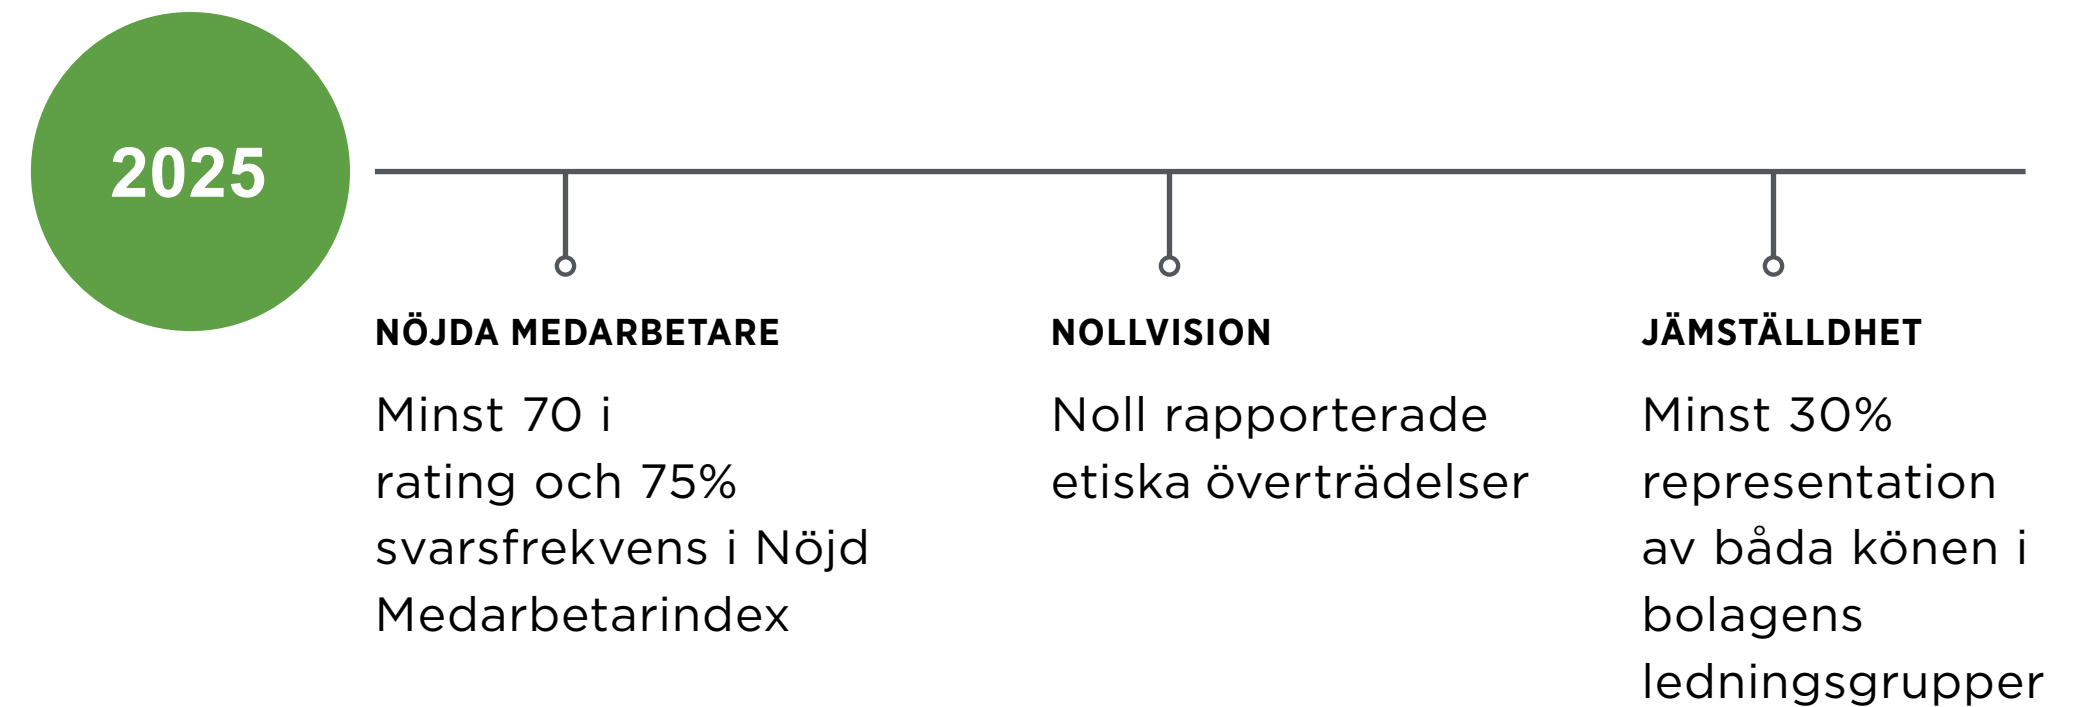 2025
NÖJDA MEDARBETARE
Minst 70 i
rating och 75%
svarsfrekvens i Nöjd
Medarbetarindex
NOLLVISION
Noll rapporterade
etiska överträdelser
JÄMSTÄLLDHET
Minst 30%
representation
av båda könen i
bolagens
ledningsgrupper